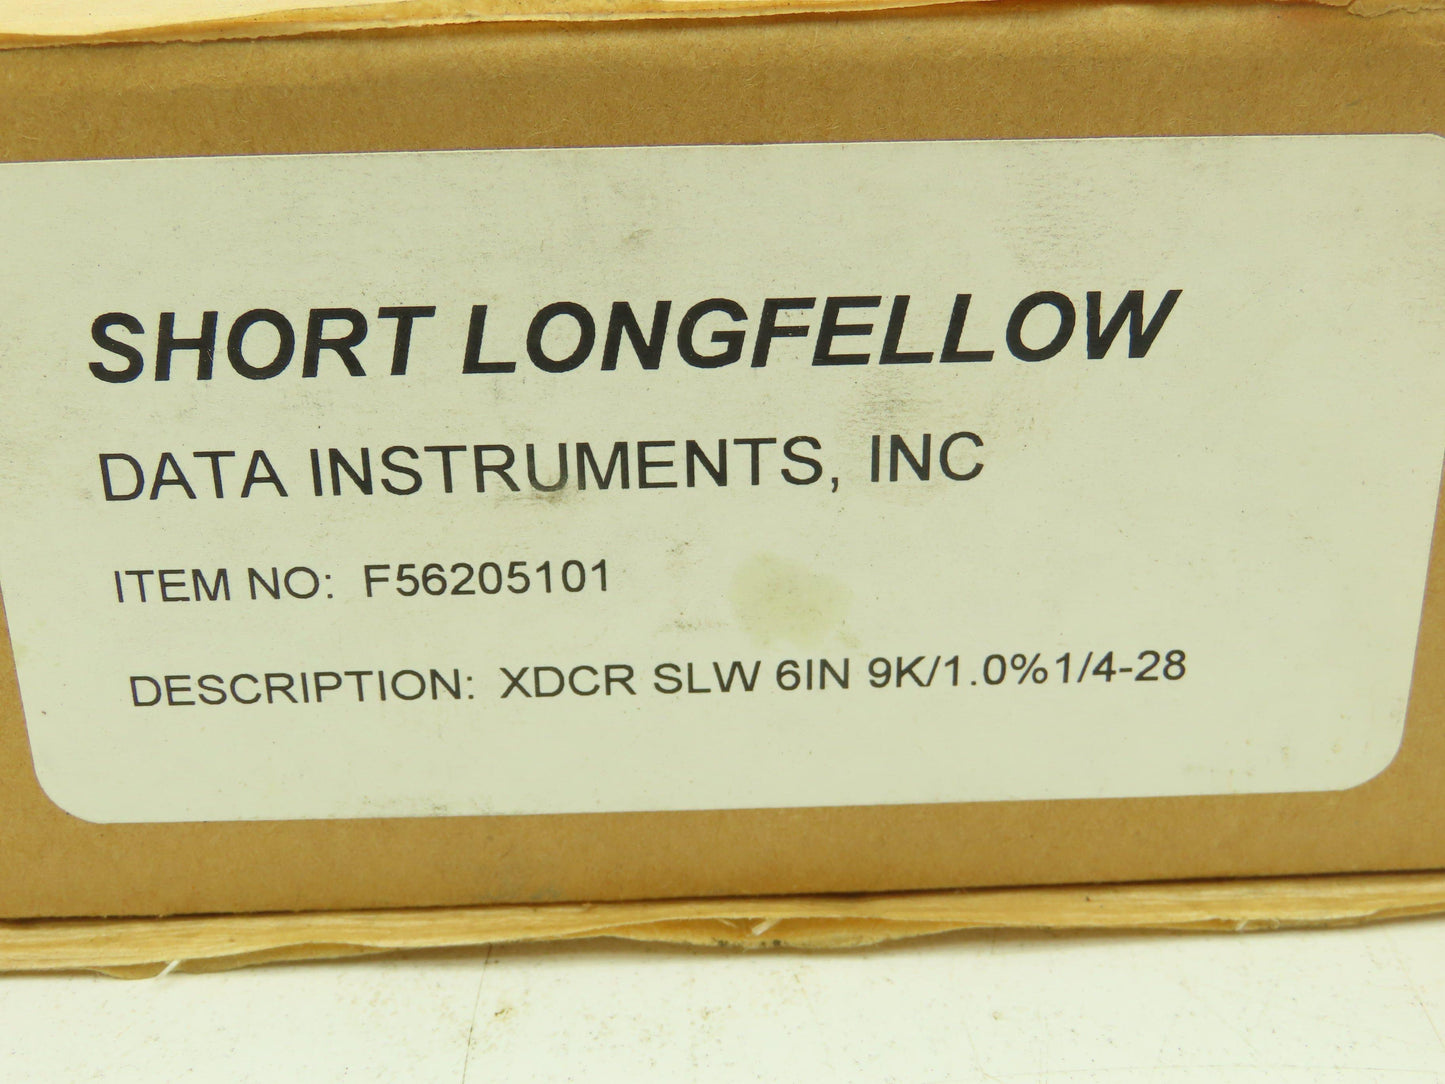 SHORT LONGFELLOW
DATA INSTRUMENTS, INC
ITEM NO: F56205101
DESCRIPTION: XDCR SLW 6IN 9K/1.0%1/4-28